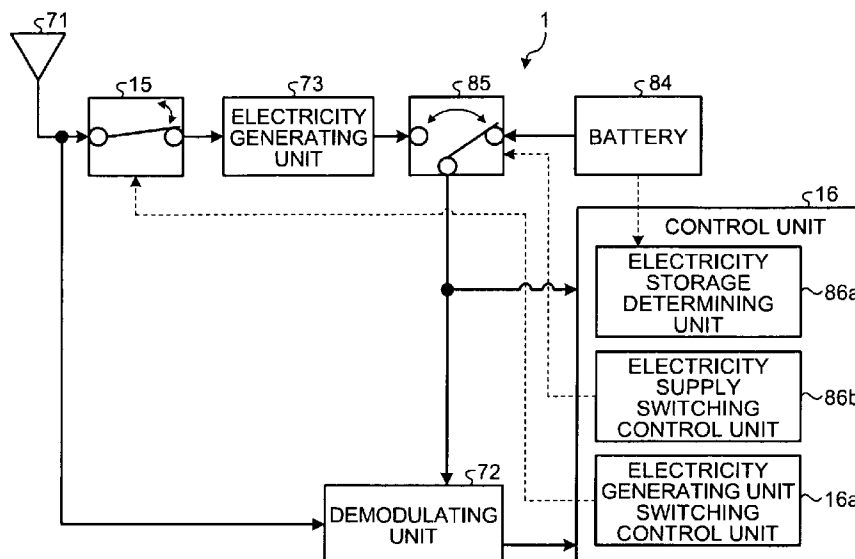 71
1
15
73
85
84
ELECTRICITY
GENERATING
UNIT
BATTERY
16
CONTROL UNIT
ELECTRICITY
STORAGE
DETERMINING
UNIT
86a
ELECTRICITY
SUPPLY
SWITCHING
CONTROL UNIT
86b
72
DEMODULATING
UNIT
ELECTRICITY
GENERATING UNIT
SWITCHING
CONTROL UNIT
16a